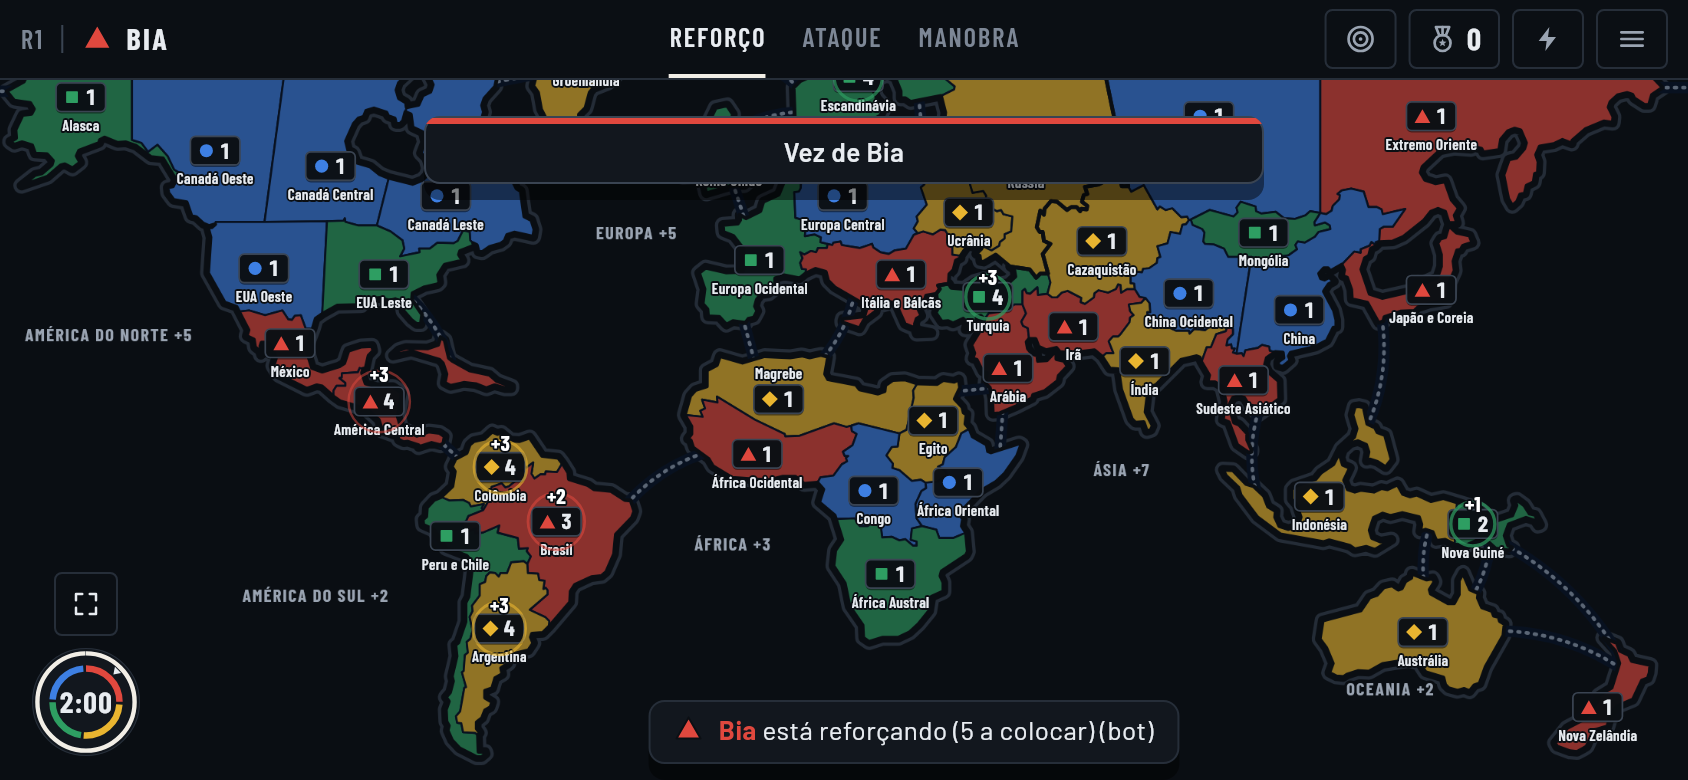 R1 BIA REFORÇO ATAQUE MANOBRA 0
Groenlândia
4
Escandinávia
1
Alasca
1
Extremo Oriente
1
Vez de Bia
1
Canadá Oeste
1
Canadá Central
1
Canadá Leste
Rússia
EUROPA +5
1
Europa Central
1
Ucrânia
1
Cazaquistão
1
Mongólia
1
EUA Oeste
1
EUA Leste
1
Europa Ocidental
1
Itália e Bálcãs
+3
4
Turquia
1
Irã
1
China Ocidental
1
China
1
Japão e Coreia
AMÉRICA DO NORTE +5
1
México
+3
4
América Central
Magrebe
1
1
Arábia
1
Índia
1
Sudeste Asiático
1
Egito
+3
4
Colômbia
1
África Ocidental
ÁSIA +7
+2
3
Brasil
1
Congo
1
África Oriental
1
Indonésia
+1
2
Nova Guiné
1
Peru e Chile
ÁFRICA +3
AMÉRICA DO SUL +2
1
África Austral
+3
4
Argentina
1
Austrália
OCEANIA +2
1
Nova Zelândia
2:00
Bia está reforçando (5 a colocar) (bot)